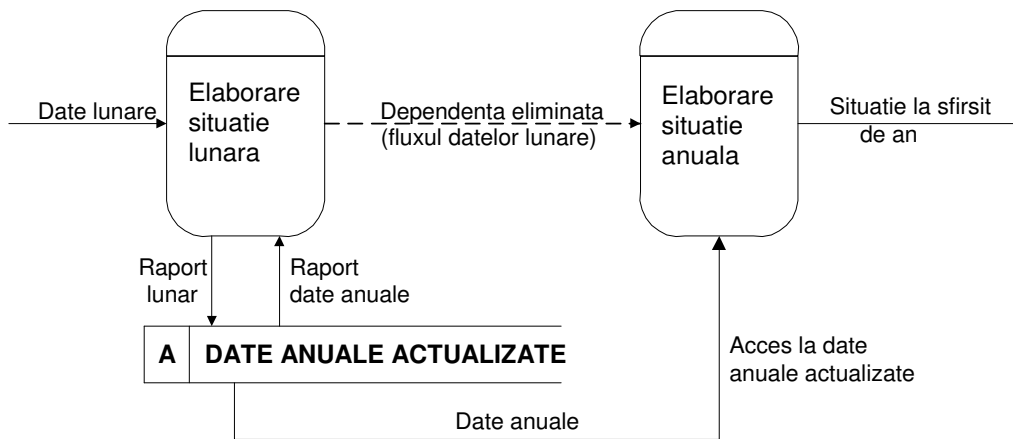 Date lunare
Elaborare
situatie
lunara
Dependenta eliminata
(fluxul datelor lunare)
Elaborare
situatie
anuala
Situatie la sfirsit
de an
Raport
lunar
Raport
date anuale
A DATE ANUALE ACTUALIZATE
Acces la date
anuale actualizate
Date anuale